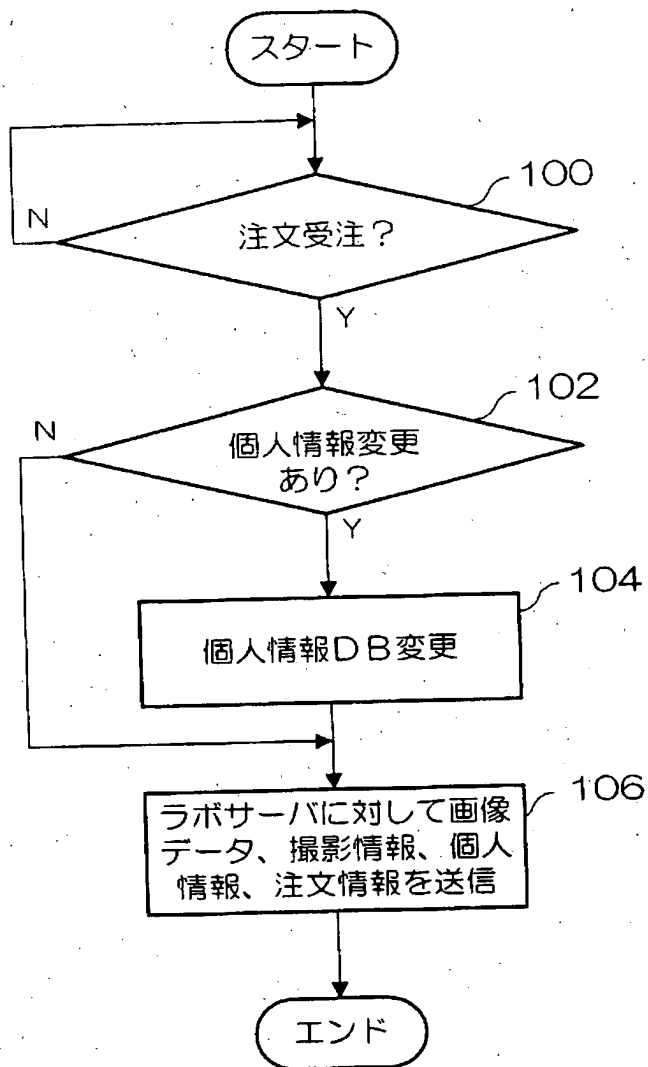 スタート
100
N
注文受注？
Y
102
N
個人情報変更
あり？
Y
104
個人情報ＤＢ変更
106
ラボサーバに対して画像
データ、撮影情報、個人
情報、注文情報を送信
エンド